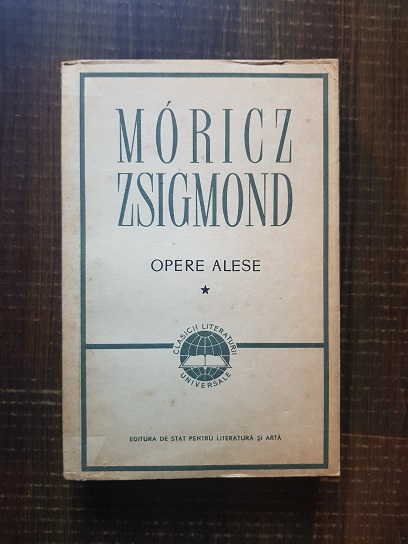 MÓRICZ
ZSIGMOND
OPERE ALESE
★
CLASICII LITERATURII
UNIVERSALE
EDITURA DE STAT PENTRU LITERATURĂ ȘI ARTĂ